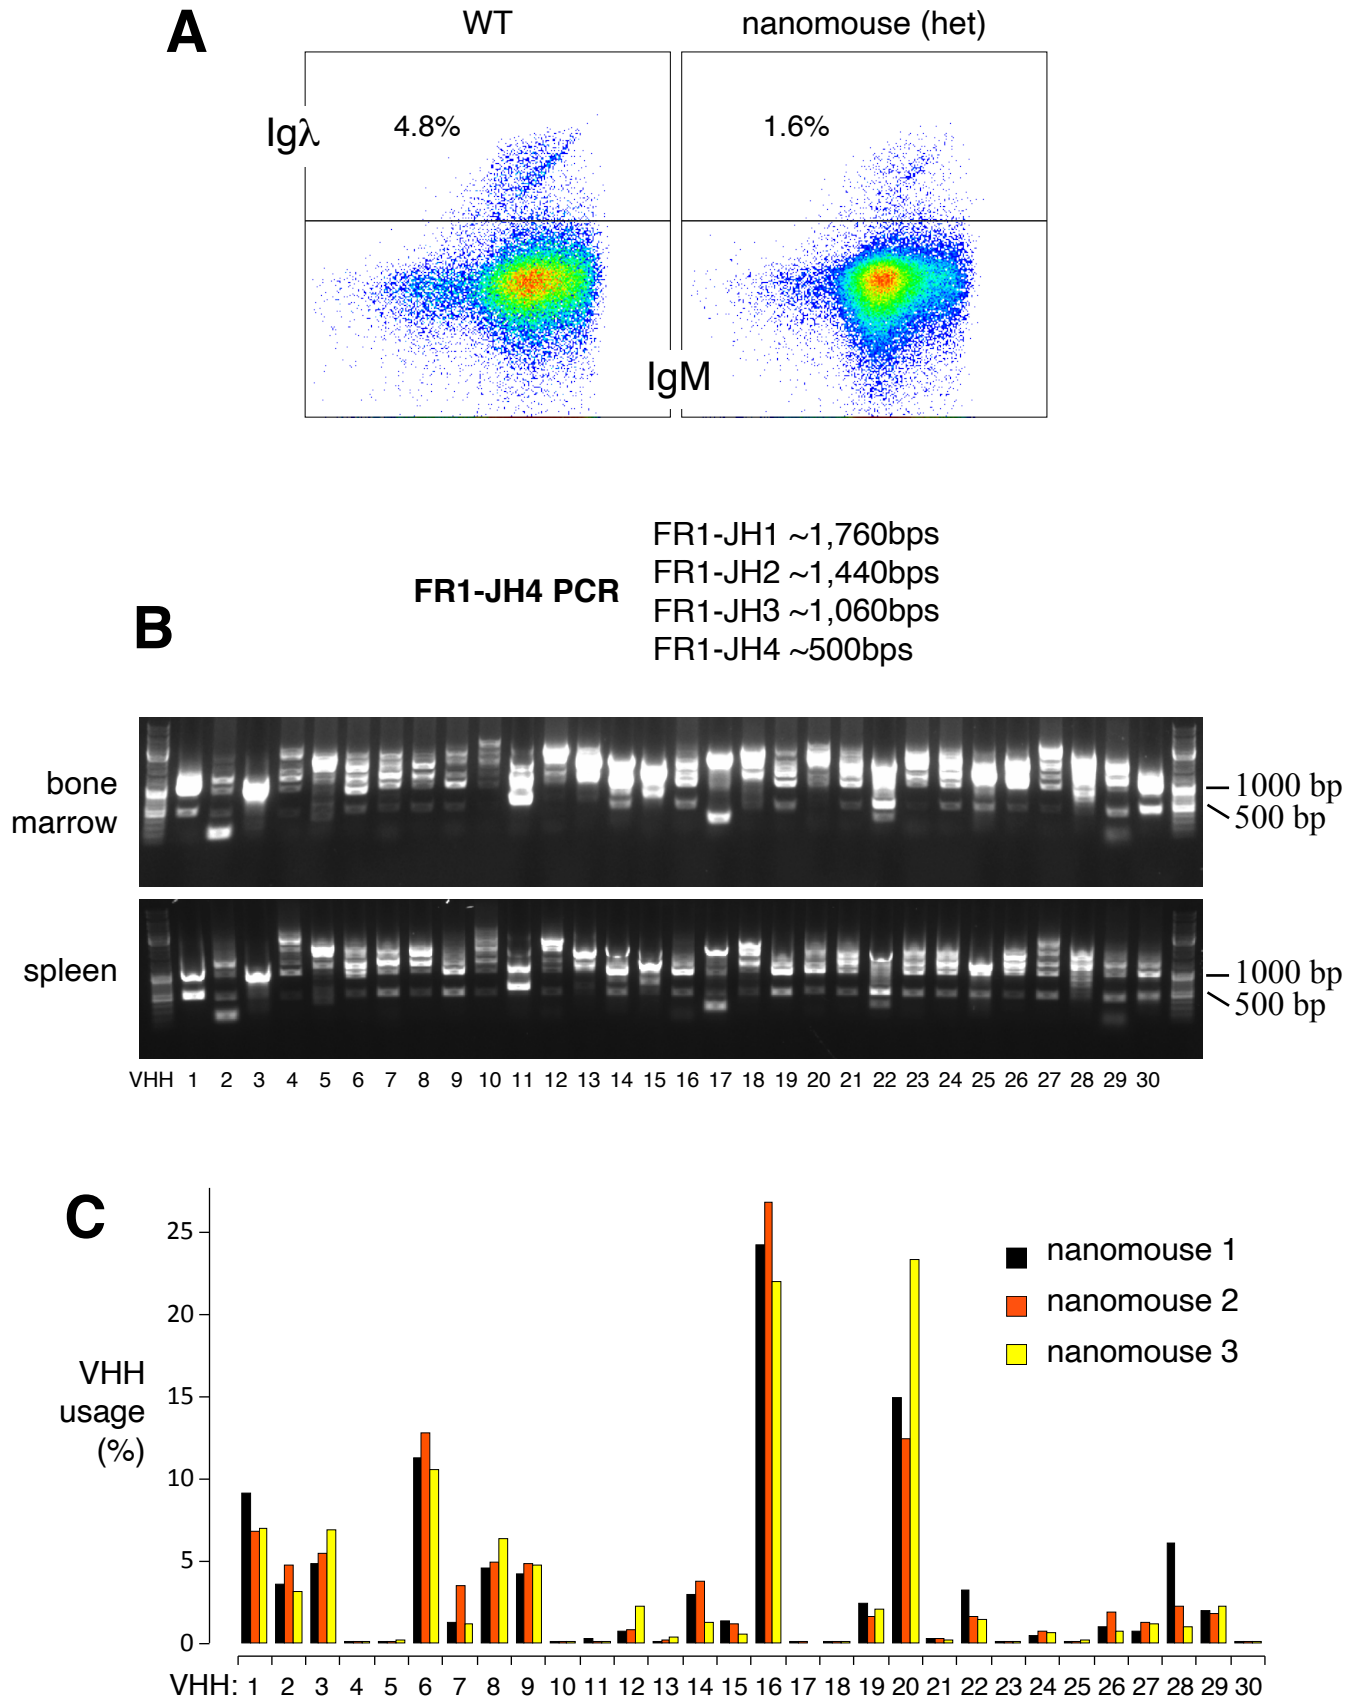 A
WT
nanomouse (het)
Igλ
4.8%
1.6%
IgM
B
FR1-JH4 PCR
FR1-JH1 ~1,760bps
FR1-JH2 ~1,440bps
FR1-JH3 ~1,060bps
FR1-JH4 ~500bps
bone
marrow
1000 bp
500 bp
spleen
1000 bp
500 bp
VHH 1 2 3 4 5 6 7 8 9 10 11 12 13 14 15 16 17 18 19 20 21 22 23 24 25 26 27 28 29 30
C
VHH
usage
(%)
25
20
15
10
5
0
nanomouse 1
nanomouse 2
nanomouse 3
VHH: 1 2 3 4 5 6 7 8 9 10 11 12 13 14 15 16 17 18 19 20 21 22 23 24 25 26 27 28 29 30